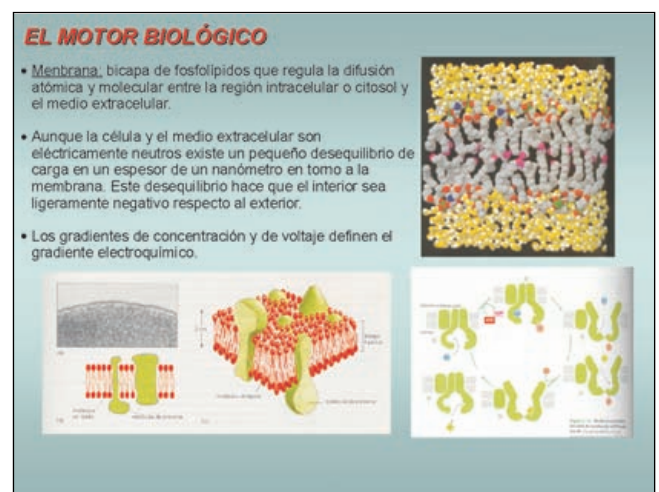 EL MOTOR BIOLÓGICO
• Menbrana: bicapa de fosfolípidos que regula la difusión
atómica y molecular entre la región intracelular o citosol y
el medio extracelular.
• Aunque la célula y el medio extracelular son
eléctricamente neutros existe un pequeño desequilibrio de
carga en un espesor de un nanómetro en torno a la
membrana. Este desequilibrio hace que el interior sea
ligeramente negativo respecto al exterior.
• Los gradientes de concentración y de voltaje definen el
gradiente electroquímico.